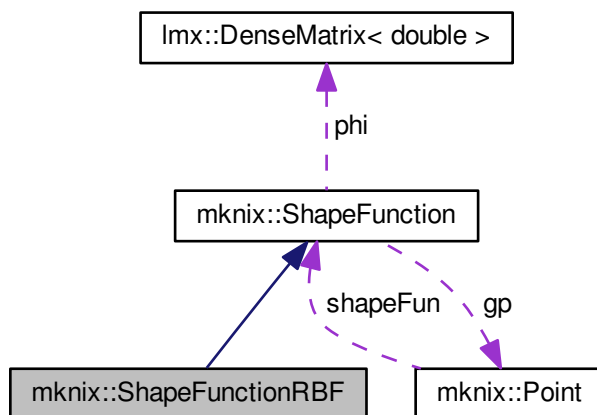 lmx::DenseMatrix< double >
phi
mknix::ShapeFunction
shapeFun
gp
mknix::ShapeFunctionRBF
mknix::Point